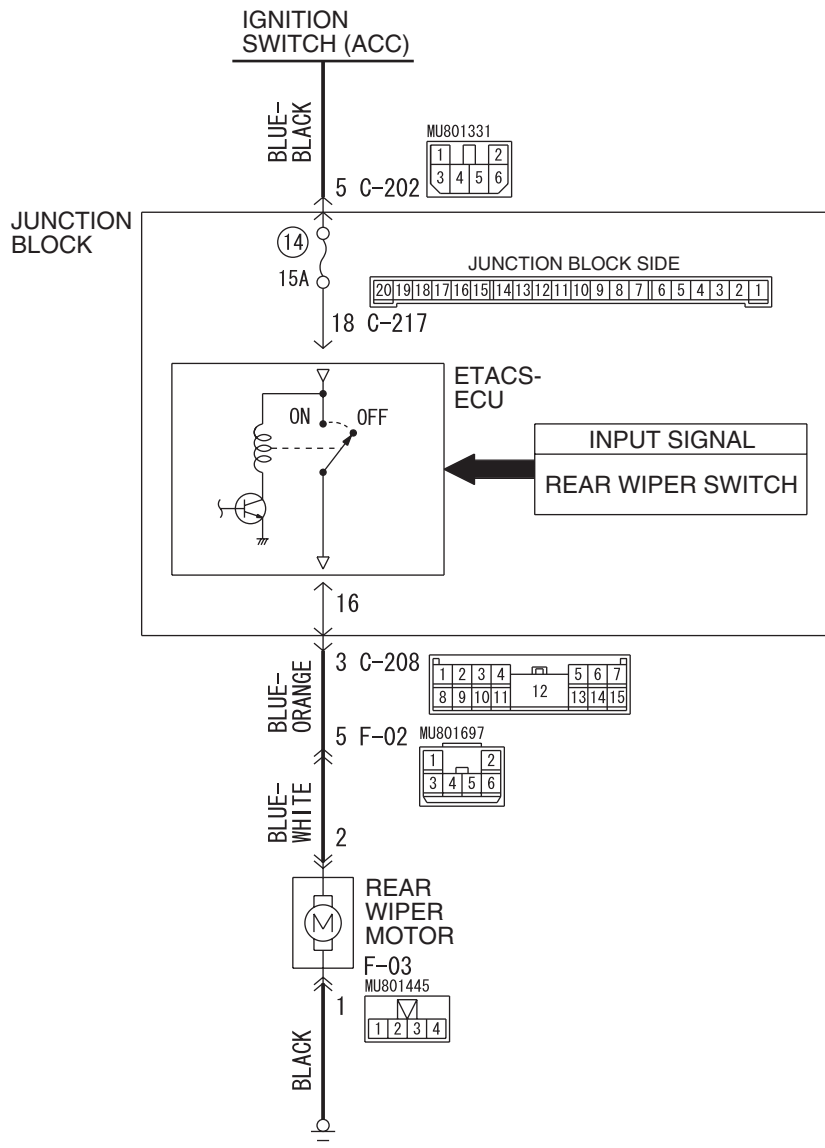 IGNITION
SWITCH (ACC)
BLUE-
BLACK
MU801331
1 2
3 4 5 6
5 C-202
JUNCTION
BLOCK
14
15A
JUNCTION BLOCK SIDE
20 19 18 17 16 15 14 13 12 11 10 9 8 7 6 5 4 3 2 1
18 C-217
ETACS-
ECU
ON OFF
INPUT SIGNAL
REAR WIPER SWITCH
16
3 C-208
1 2 3 4 5 6 7
8 9 10 11 12 13 14 15
BLUE-
ORANGE
5 F-02
MU801697
1 2
3 4 5 6
BLUE-
WHITE
2
M
REAR
WIPER
MOTOR
F-03
MU801445
1
1 2 3 4
BLACK